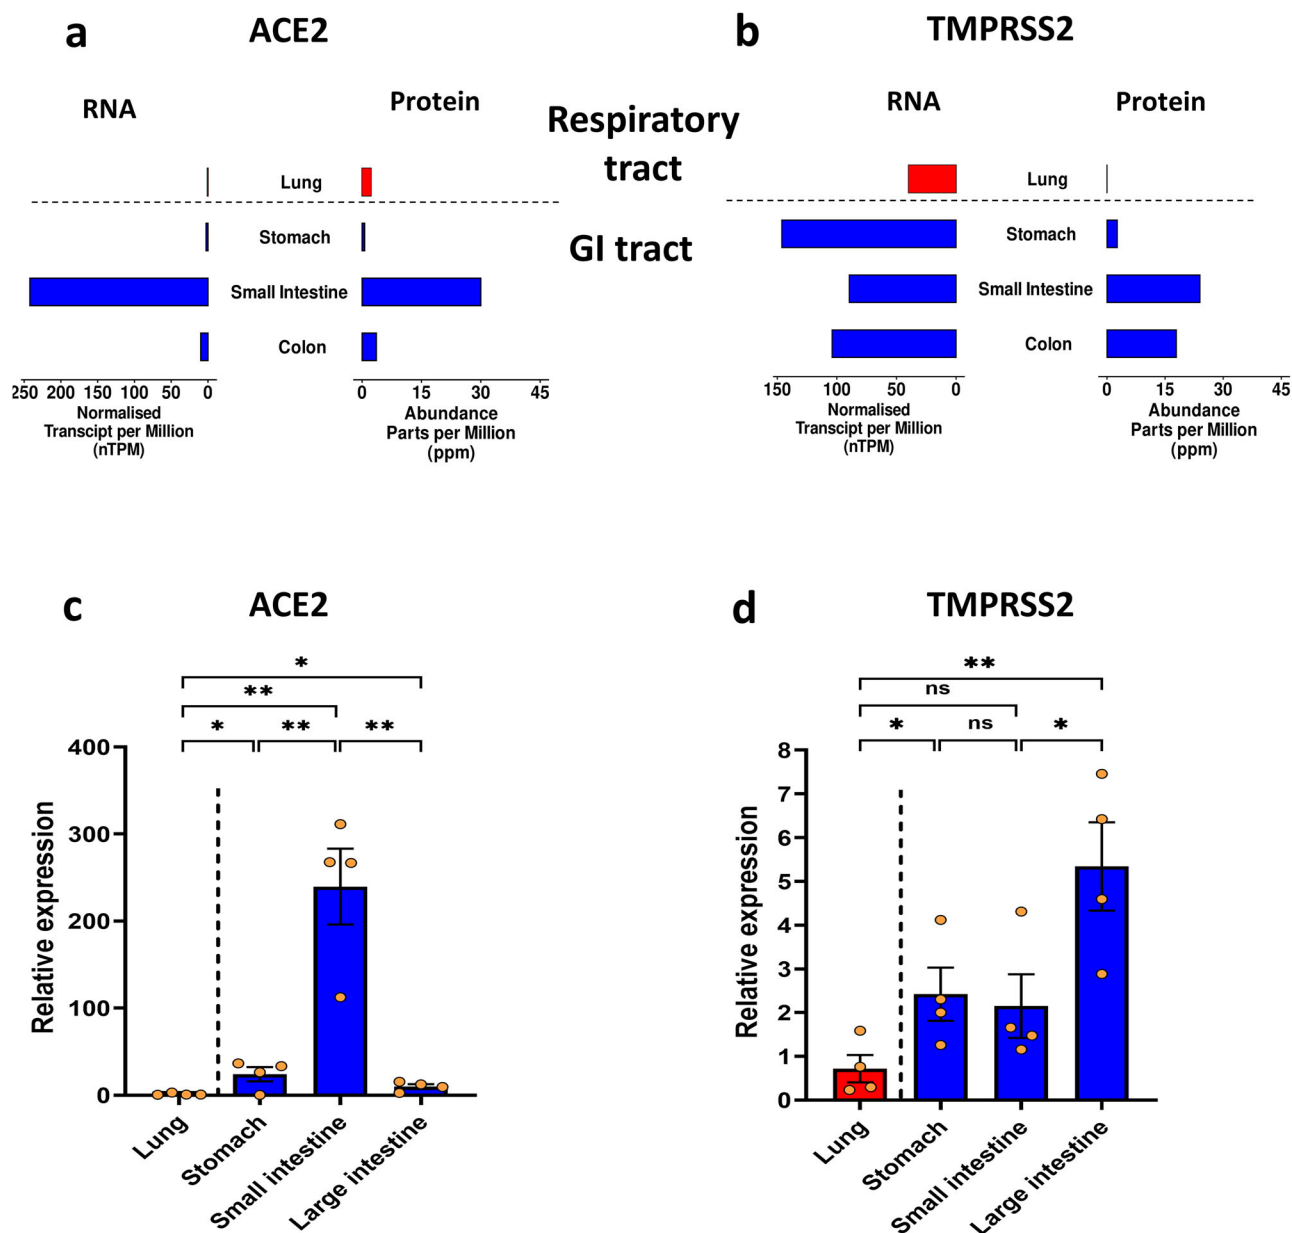 a
ACE2
b
TMPRSS2
RNA
Protein
Respiratory
tract
GI tract
RNA
Protein
Lung
Stomach
Small Intestine
Colon
250 200 150 100 50 0
Normalised
Transcipt per Million
(nTPM)
0 15 30 45
Abundance
Parts per Million
(ppm)
Lung
Stomach
Small Intestine
Colon
150 100 50 0
Normalised
Transcipt per Million
(nTPM)
0 15 30 45
Abundance
Parts per Million
(ppm)
c
ACE2
*
**
* ** **
400
300
200
100
0
Relative expression
Lung
Stomach
Small intestine
Large intestine
d
TMPRSS2
**
ns
* ns *
8
7
6
5
4
3
2
1
0
Relative expression
Lung
Stomach
Small intestine
Large intestine